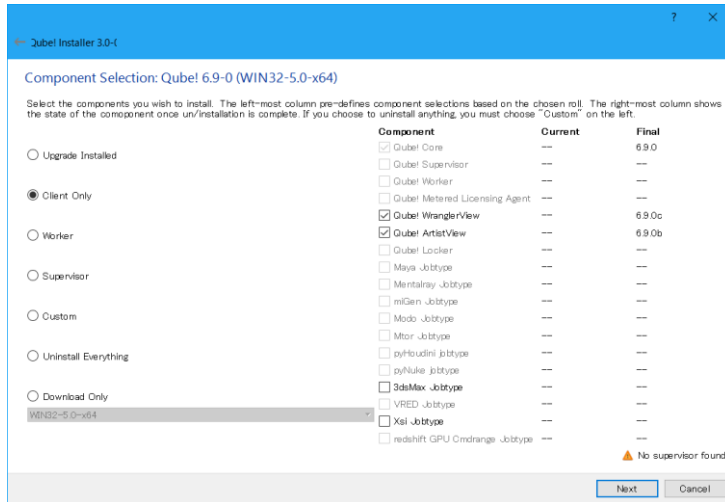 Qube! Installer 3.0-(
Component Selection: Qube! 6.9-0 (WIN32-5.0-x64)
Select the components you wish to install. The left-most column pre-defines component selections based on the chosen roll. The right-most column shows
the state of the comoponent once un/installation is complete. If you choose to uninstall anything, you must choose "Custom" on the left.
Component Current Final
Qube! Core -- 6.9.0
Qube! Supervisor -- --
Qube! Worker -- --
Qube! Metered Licensing Agent -- --
Qube! WranglerView -- 6.9.0c
Qube! ArtistView -- 6.9.0b
Qube! Locker -- --
Maya Jobtype -- --
Mentalray Jobtype -- --
miGen Jobtype -- --
Modo Jobtype -- --
Mtor Jobtype -- --
pyHoudini jobtype -- --
pyNuke jobtype -- --
3dsMax Jobtype -- --
VRED Jobtype -- --
Xsi Jobtype -- --
redshift GPU Cmdrange Jobtype -- --
Upgrade Installed
Client Only
Worker
Supervisor
Custom
Uninstall Everything
Download Only
WIN32-5.0-x64
No supervisor found
Next Cancel